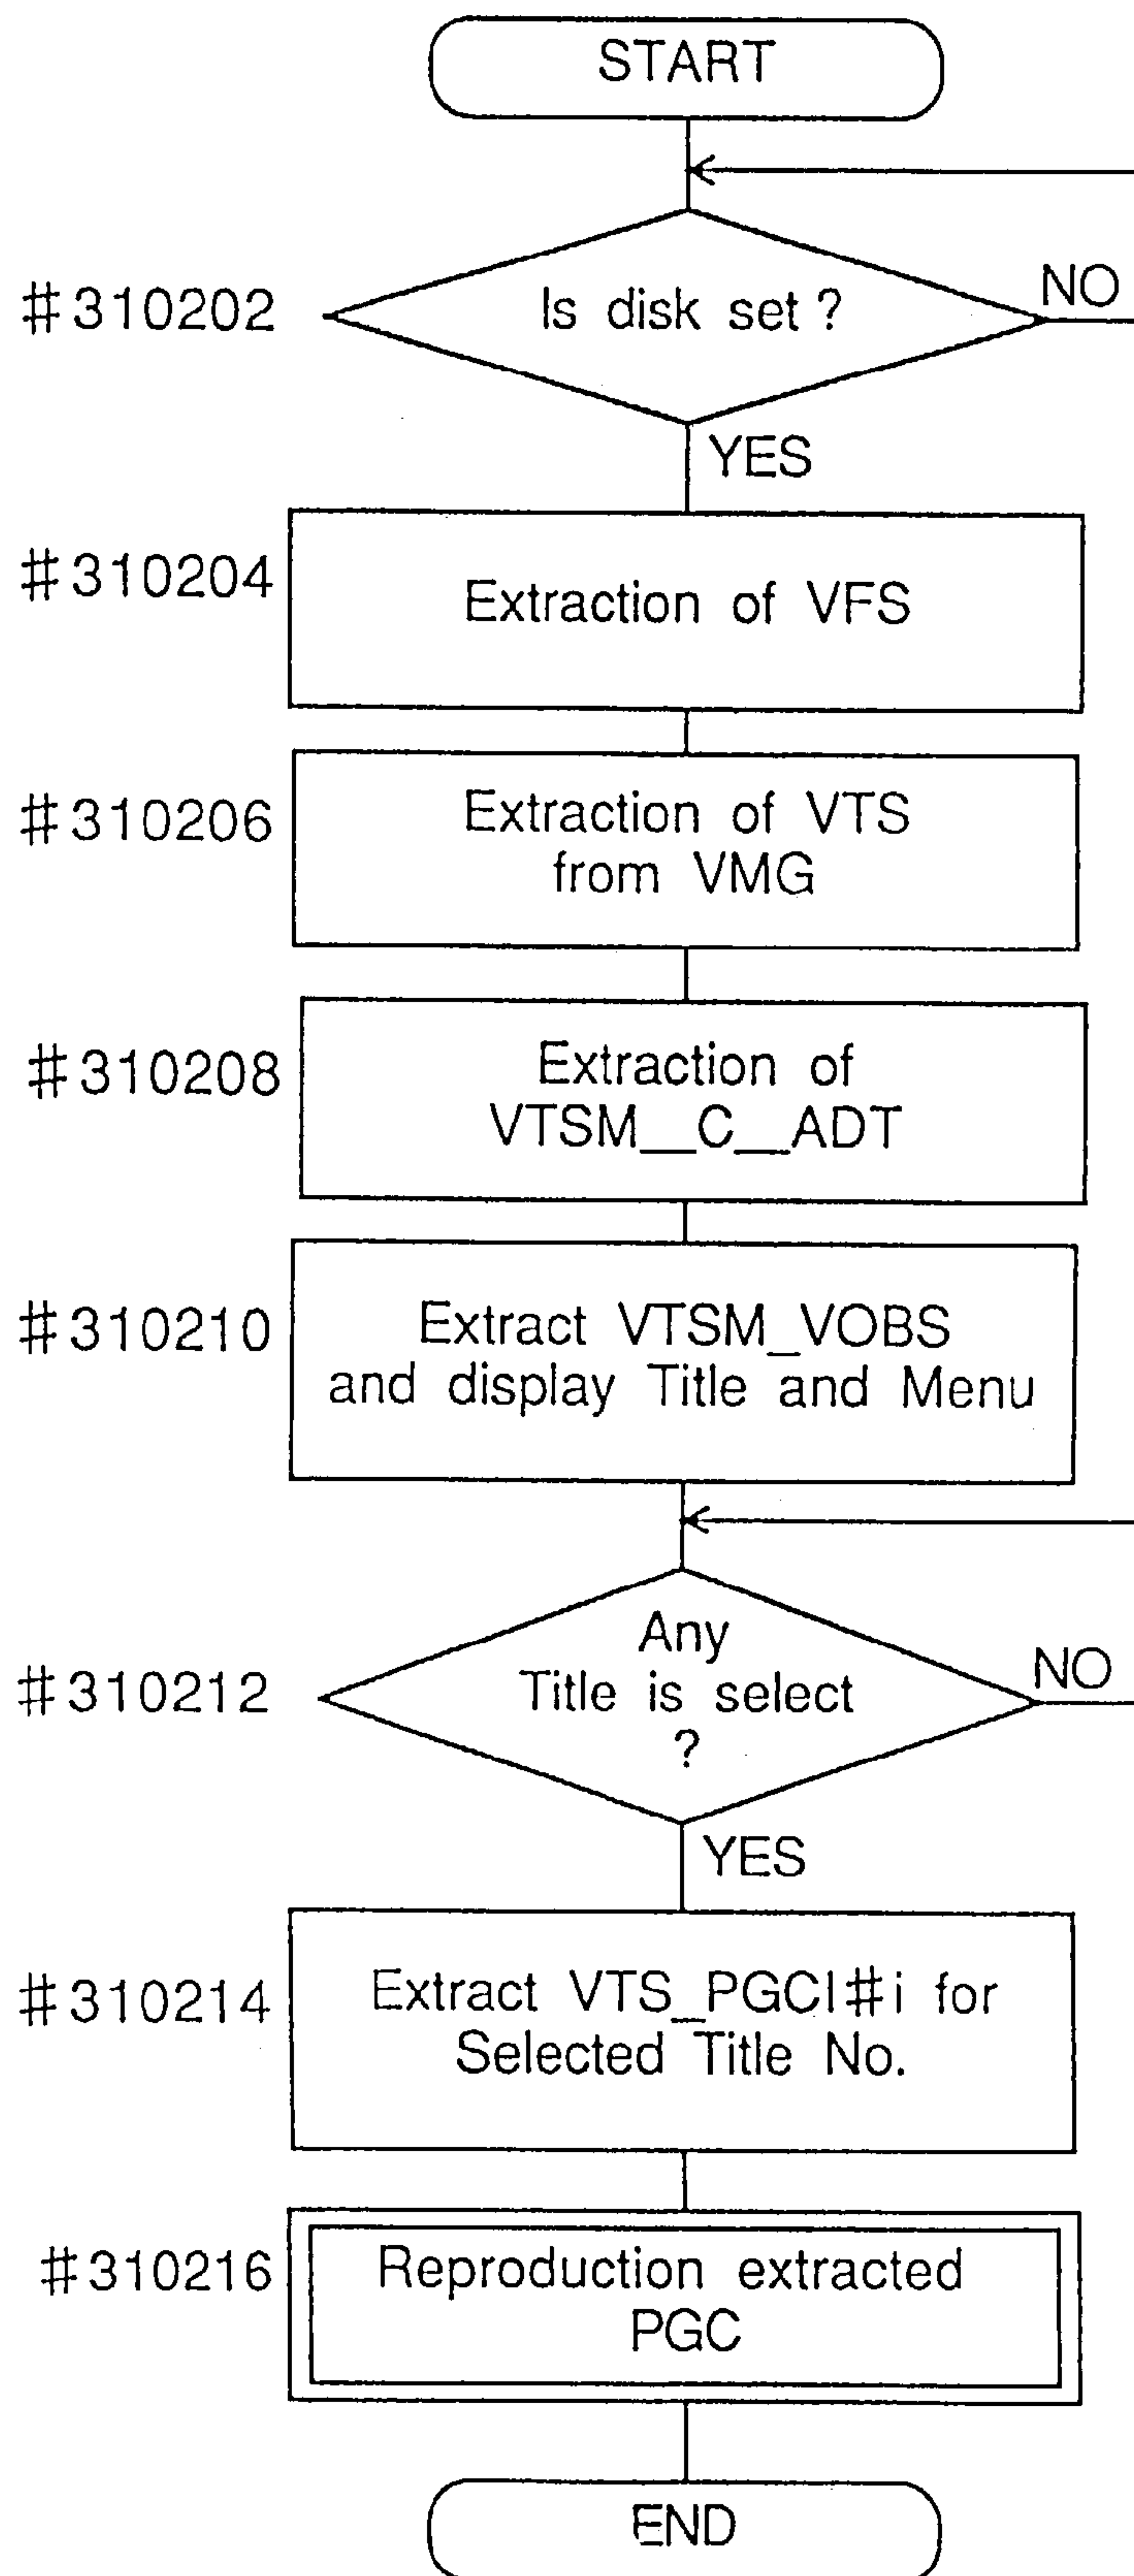 START
#310202
Is disk set ?
NO
YES
#310204
Extraction of VFS
#310206
Extraction of VTS
from VMG
#310208
Extraction of
VTSM__C__ADT
#310210
Extract VTSM_VOBS
and display Title and Menu
#310212
Any
Title is select
?
NO
YES
#310214
Extract VTS_PGCI#i for
Selected Title No.
#310216
Reproduction extracted
PGC
END